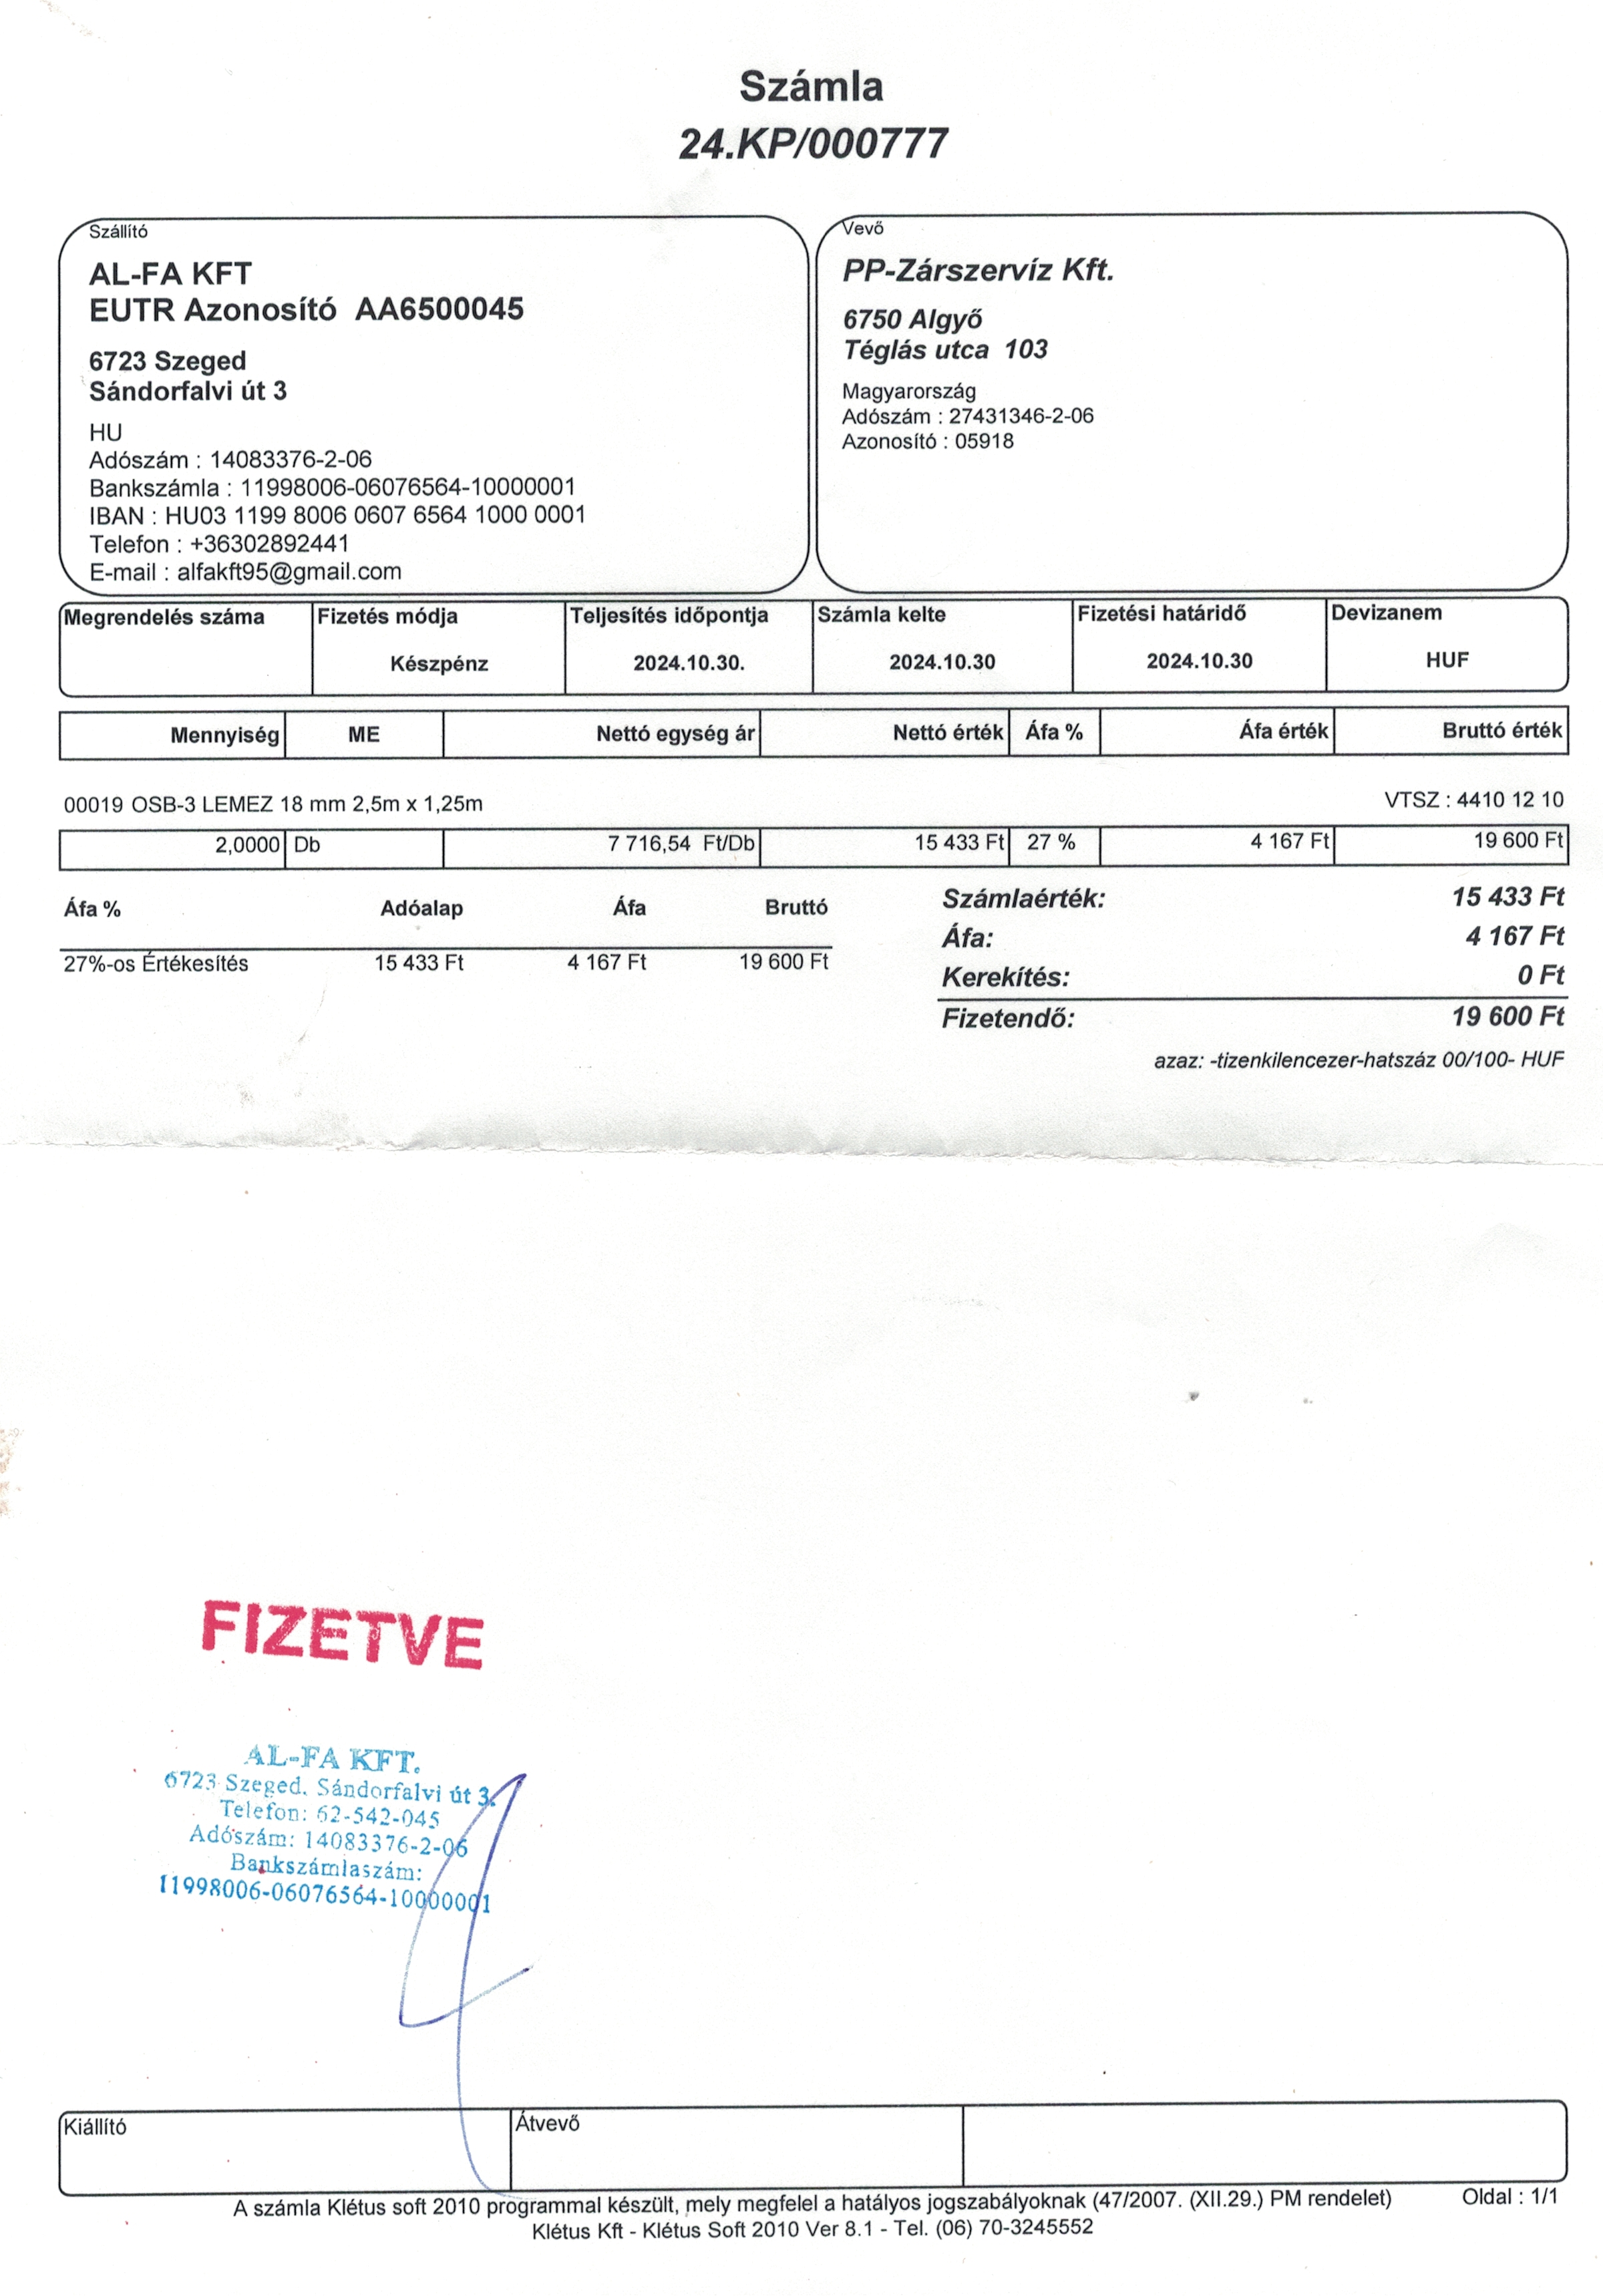 Számla
24.KP/000777
Szállító
AL-FA KFT
EUTR Azonosító AA6500045
6723 Szeged
Sándorfalvi út 3
HU
Adószám : 14083376-2-06
Bankszámla : 11998006-06076564-10000001
IBAN : HU03 1199 8006 0607 6564 1000 0001
Telefon : +36302892441
E-mail : alfakft95@gmail.com
Vevő
PP-Zárszervíz Kft.
6750 Algyő
Téglás utca 103
Magyarország
Adószám : 27431346-2-06
Azonosító : 05918
Megrendelés száma Fizetés módja Teljesítés időpontja Számla kelte Fizetési határidő Devizanem
Készpénz 2024.10.30. 2024.10.30 2024.10.30 HUF
Mennyiség ME Nettó egység ár Nettó érték Áfa % Áfa érték Bruttó érték
00019 OSB-3 LEMEZ 18 mm 2,5m x 1,25m VTSZ : 4410 12 10
2,0000 Db 7 716,54 Ft/Db 15 433 Ft 27 % 4 167 Ft 19 600 Ft
Áfa % Adóalap Áfa Bruttó
27%-os Értékesítés 15 433 Ft 4 167 Ft 19 600 Ft
Számlaérték: 15 433 Ft
Áfa: 4 167 Ft
Kerekítés: 0 Ft
Fizetendő: 19 600 Ft
azaz: -tizenkilencezer-hatszáz 00/100- HUF
FIZETVE
AL-FA KFT.
6723 Szeged. Sándorfalvi út 3.
Telefon: 62-542-045
Adószám: 14083376-2-06
Bankszámlaszám:
11998006-06076564-10000001
Kiállító Átvevő
A számla Klétus soft 2010 programmal készült, mely megfelel a hatályos jogszabályoknak (47/2007. (XII.29.) PM rendelet) Oldal : 1/1
Klétus Kft - Klétus Soft 2010 Ver 8.1 - Tel. (06) 70-3245552